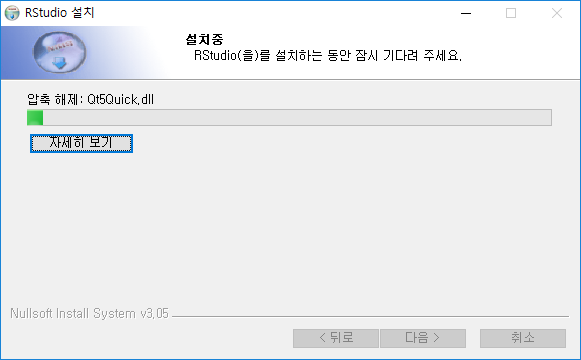 RStudio 설치
설치중
RStudio(을)를 설치하는 동안 잠시 기다려 주세요.
압축 해제: Qt5Quick.dll
자세히 보기
Nullsoft Install System v3.05
< 뒤로
다음 >
취소